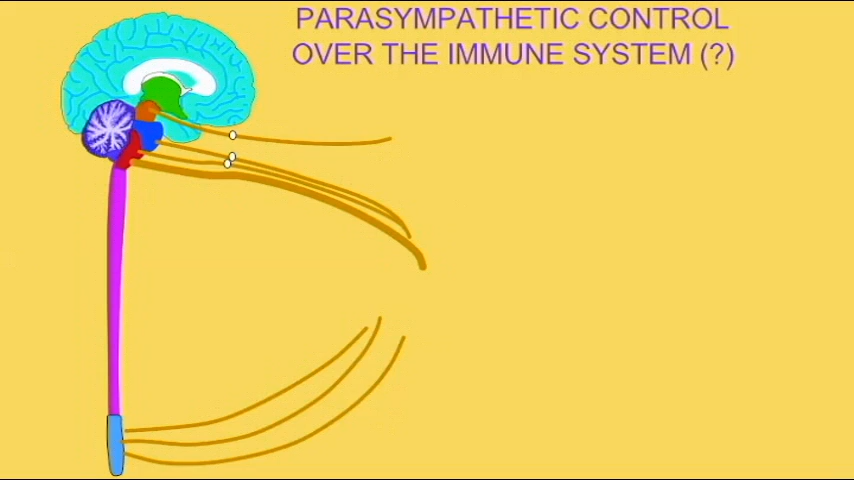 PARASYMPATHETIC CONTROL
OVER THE IMMUNE SYSTEM (?)